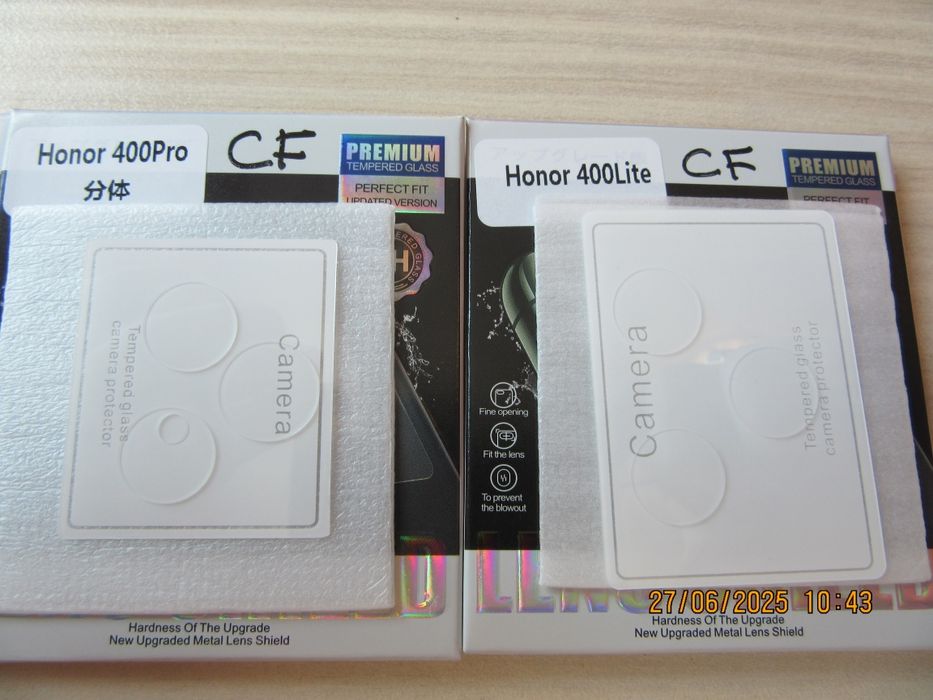 Honor 400Pro
分体
CF
PREMIUM
TEMPERED GLASS
PERFECT FIT
UPDATED VERSION
Camera
Tempered glass
camera protector
Hardness Of The Upgrade
New Upgraded Metal Lens Shield
Honor 400Lite
CF
PREMIUM
TEMPERED GLASS
PERFECT FIT
Camera
Tempered glass
camera protector
Fine opening
Fit the lens
To prevent
the blowout
27/06/2025 10:43
Hardness Of The Upgrade
New Upgraded Metal Lens Shield